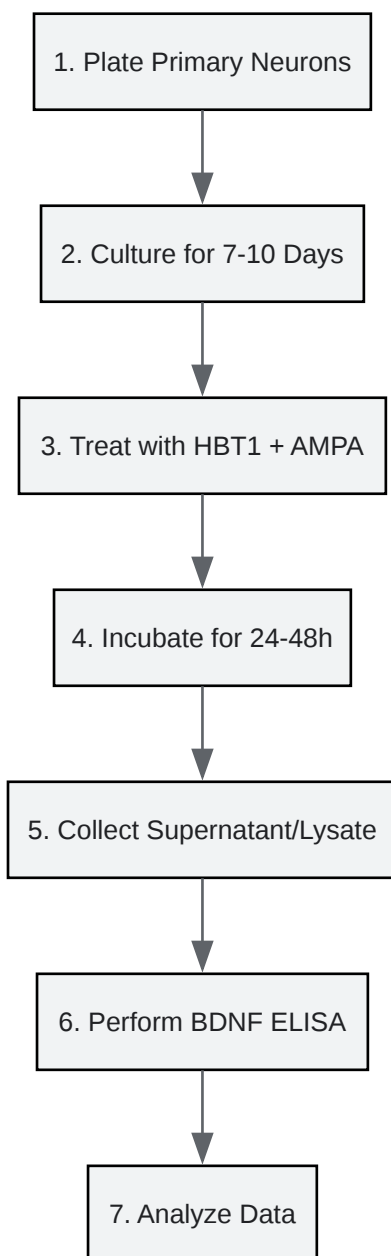 1. Plate Primary Neurons
2. Culture for 7-10 Days
3. Treat with HBT1 + AMPA
4. Incubate for 24-48h
5. Collect Supernatant/Lysate
6. Perform BDNF ELISA
7. Analyze Data